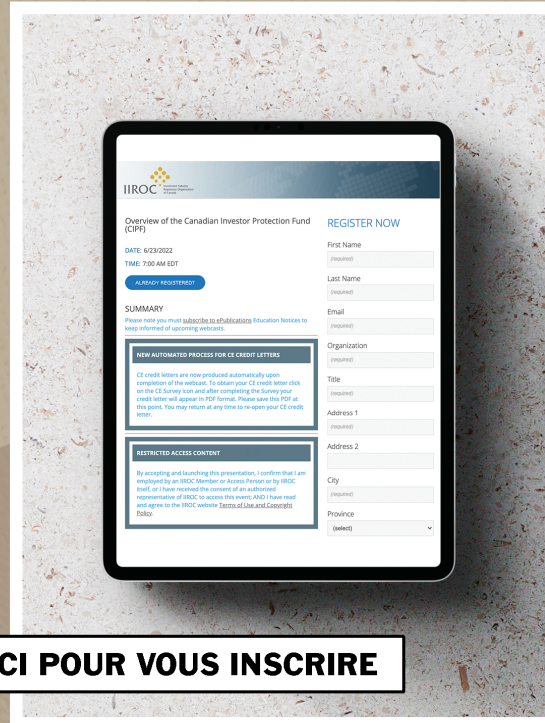 IIROC
Overview of the Canadian Investor Protection Fund
(CIPF)
DATE: 6/23/2022
TIME: 7:00 AM EDT
ALREADY REGISTERED?
SUMMARY
Please note you must subscribe to ePublications Education Notices to
keep informed of upcoming webcasts.
NEW AUTOMATED PROCESS FOR CE CREDIT LETTERS
CE credit letters are now produced automatically upon
completion of the webcast. To obtain your CE credit letter click
on the CE Survey icon and after completing the Survey your
credit letter will appear in PDF format. Please save this PDF at
this point. You may return at any time to re-open your CE credit
letter.
RESTRICTED ACCESS CONTENT
By accepting and launching this presentation, I confirm that I am
employed by an IIROC Member or Access Person or by IIROC
itself, or I have received the consent of an authorized
representative of IIROC to access this event; AND I have read
and agree to the IIROC website Terms of Use and Copyright
Policy.
REGISTER NOW
First Name
(required)
Last Name
(required)
Email
(required)
Organization
(required)
Title
(required)
Address 1
(required)
Address 2
City
(required)
Province
(select)
CI POUR VOUS INSCRIRE